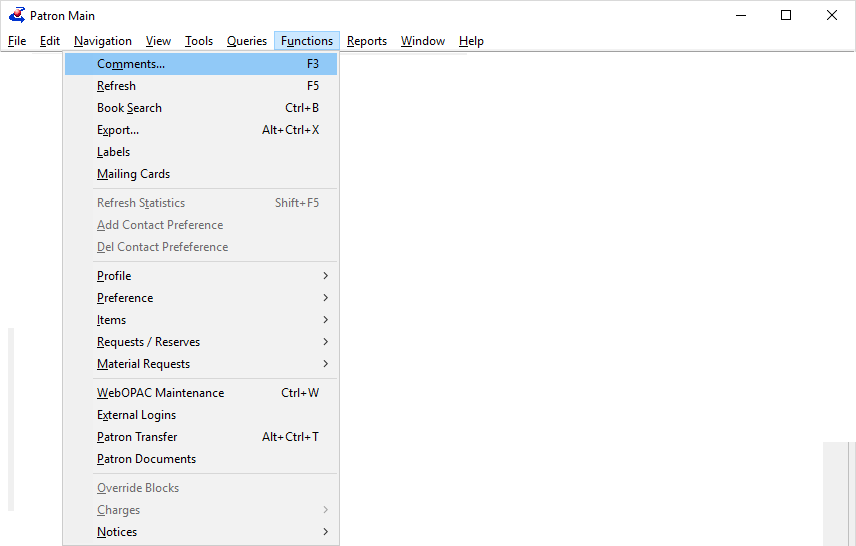 Patron Main
File Edit Navigation View Tools Queries Functions Reports Window Help
Comments... F3
Refresh F5
Book Search Ctrl+B
Export... Alt+Ctrl+X
Labels
Mailing Cards
Refresh Statistics Shift+F5
Add Contact Preference
Del Contact Prefeference
Profile
Preference
Items
Requests / Reserves
Material Requests
WebOPAC Maintenance Ctrl+W
External Logins
Patron Transfer Alt+Ctrl+T
Patron Documents
Override Blocks
Charges
Notices